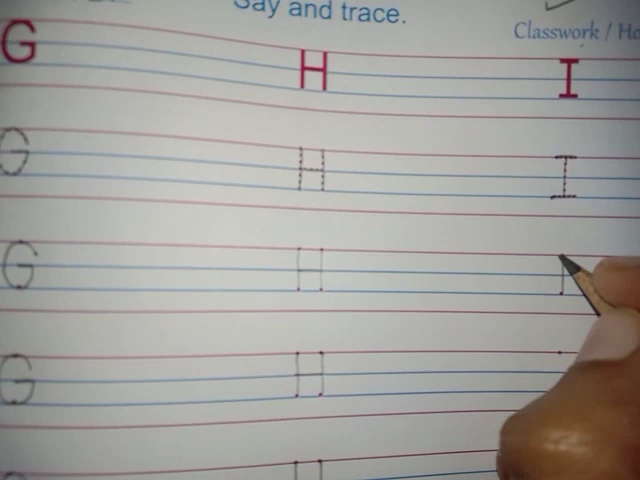 Say and trace.
Classwork / Ho
G H I
G H I
G H I
G H
H